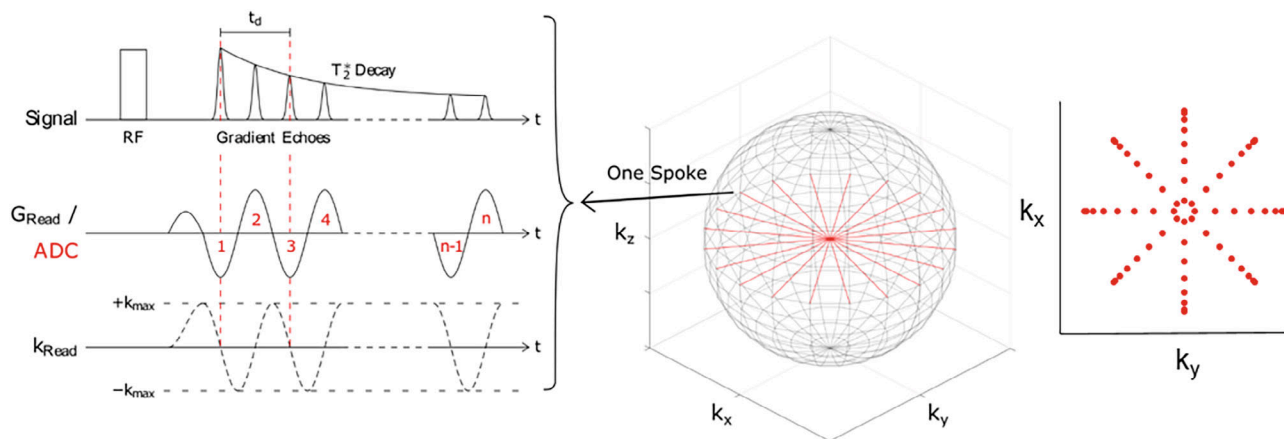 t_d
T₂* Decay
Signal
t
RF
Gradient Echoes
G_Read /
ADC
1
2
3
4
n-1
n
t
+k_max
k_Read
t
−k_max
One Spoke
k_z
k_x
k_y
k_x
k_y